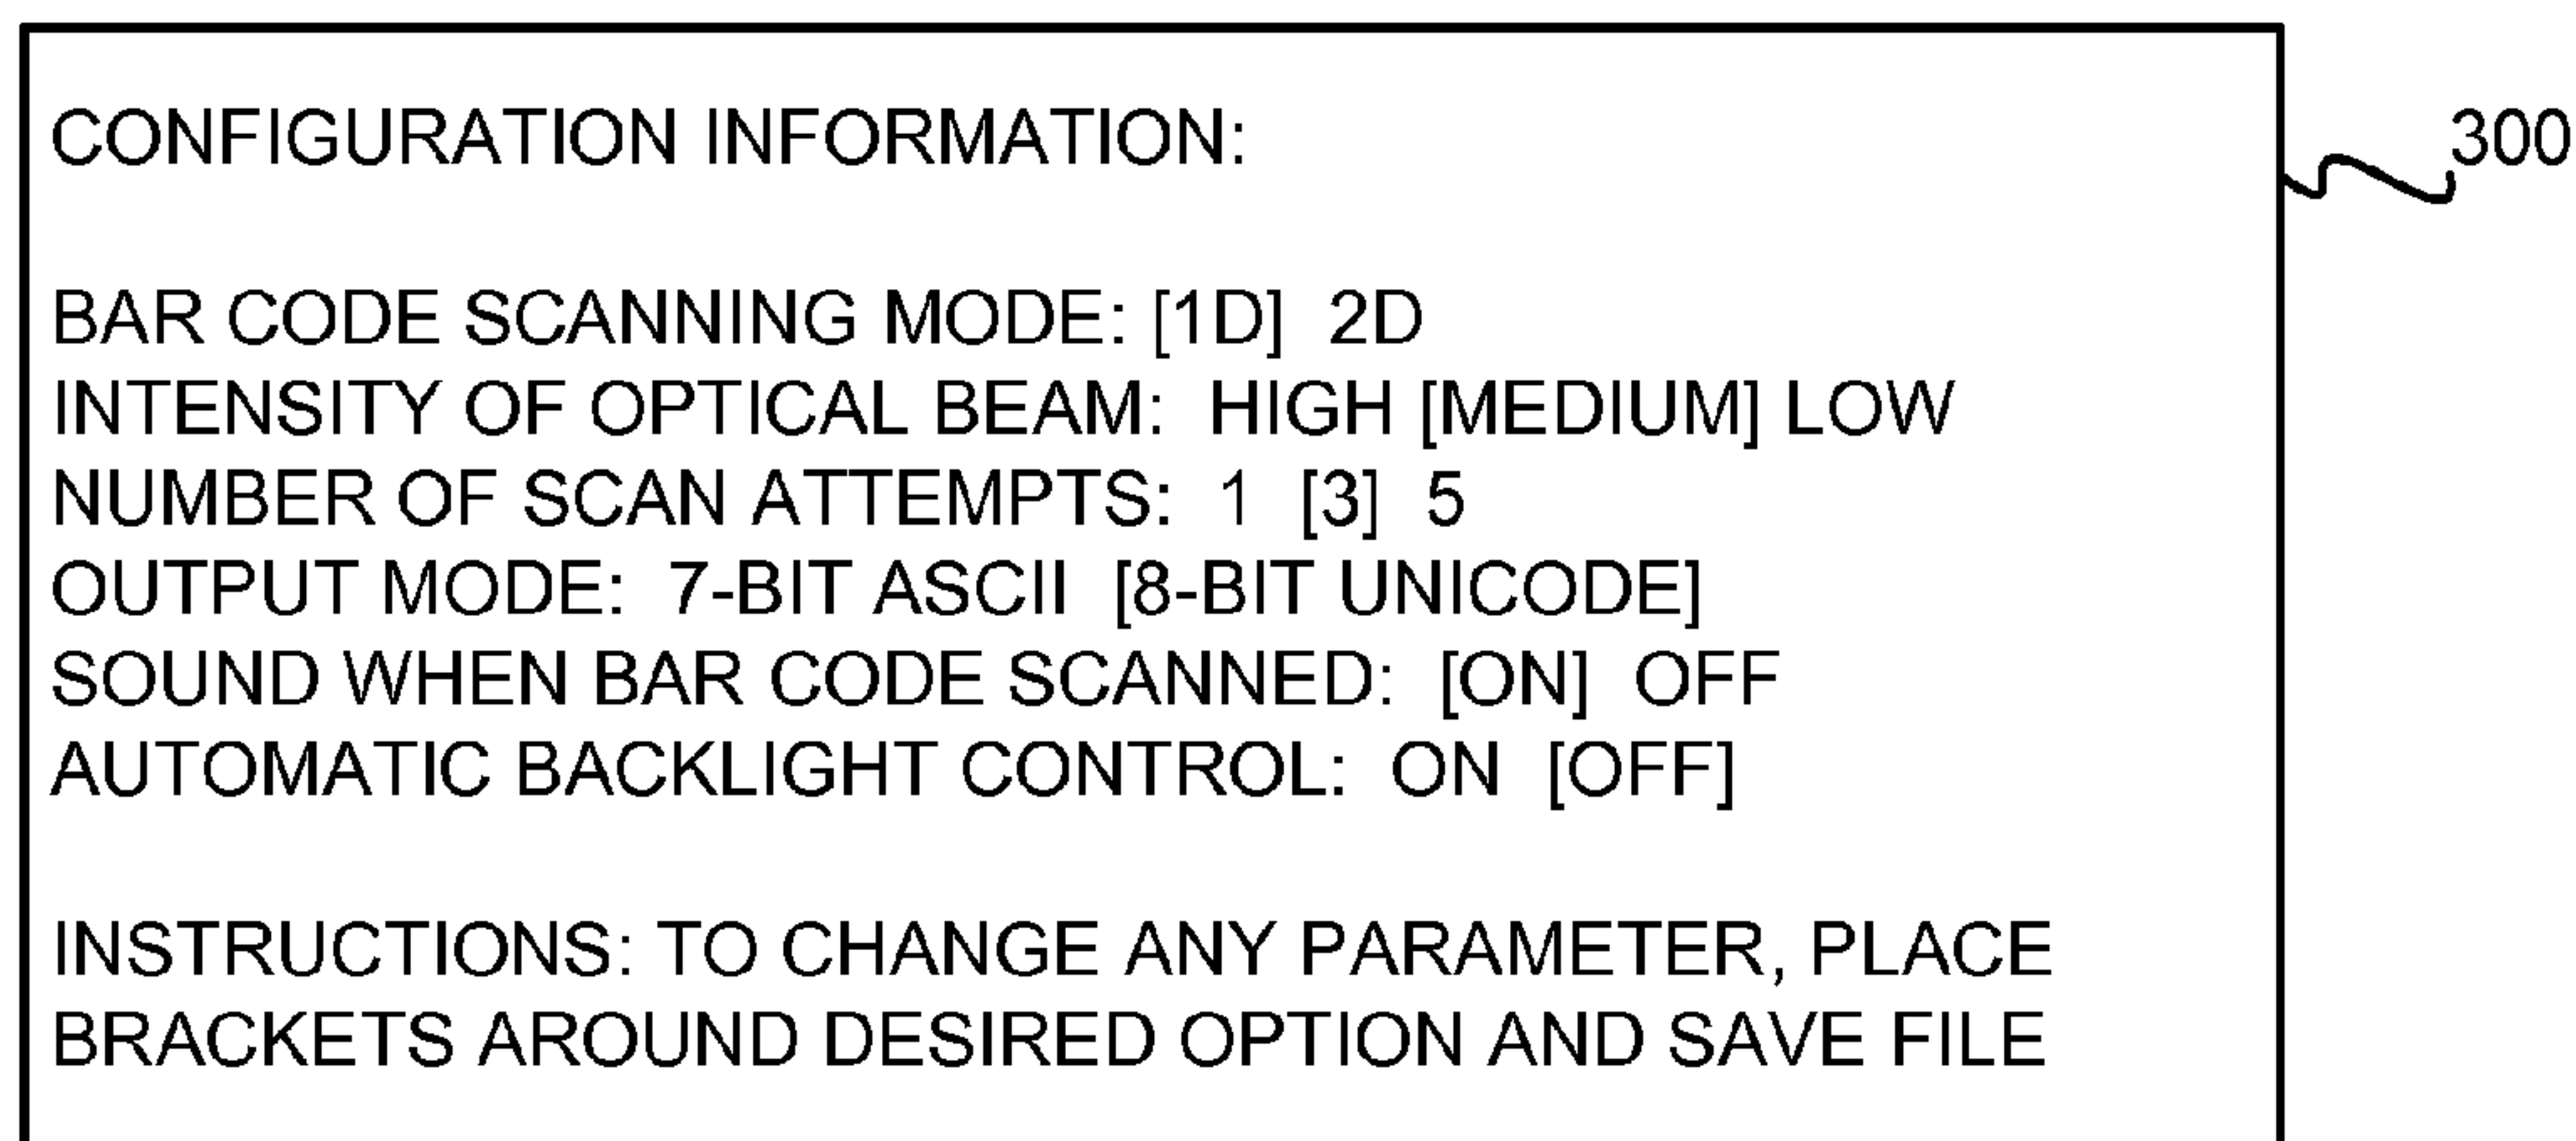 CONFIGURATION INFORMATION:
300
BAR CODE SCANNING MODE: [1D] 2D
INTENSITY OF OPTICAL BEAM: HIGH [MEDIUM] LOW
NUMBER OF SCAN ATTEMPTS: 1 [3] 5
OUTPUT MODE: 7-BIT ASCII [8-BIT UNICODE]
SOUND WHEN BAR CODE SCANNED: [ON] OFF
AUTOMATIC BACKLIGHT CONTROL: ON [OFF]
INSTRUCTIONS: TO CHANGE ANY PARAMETER, PLACE
BRACKETS AROUND DESIRED OPTION AND SAVE FILE